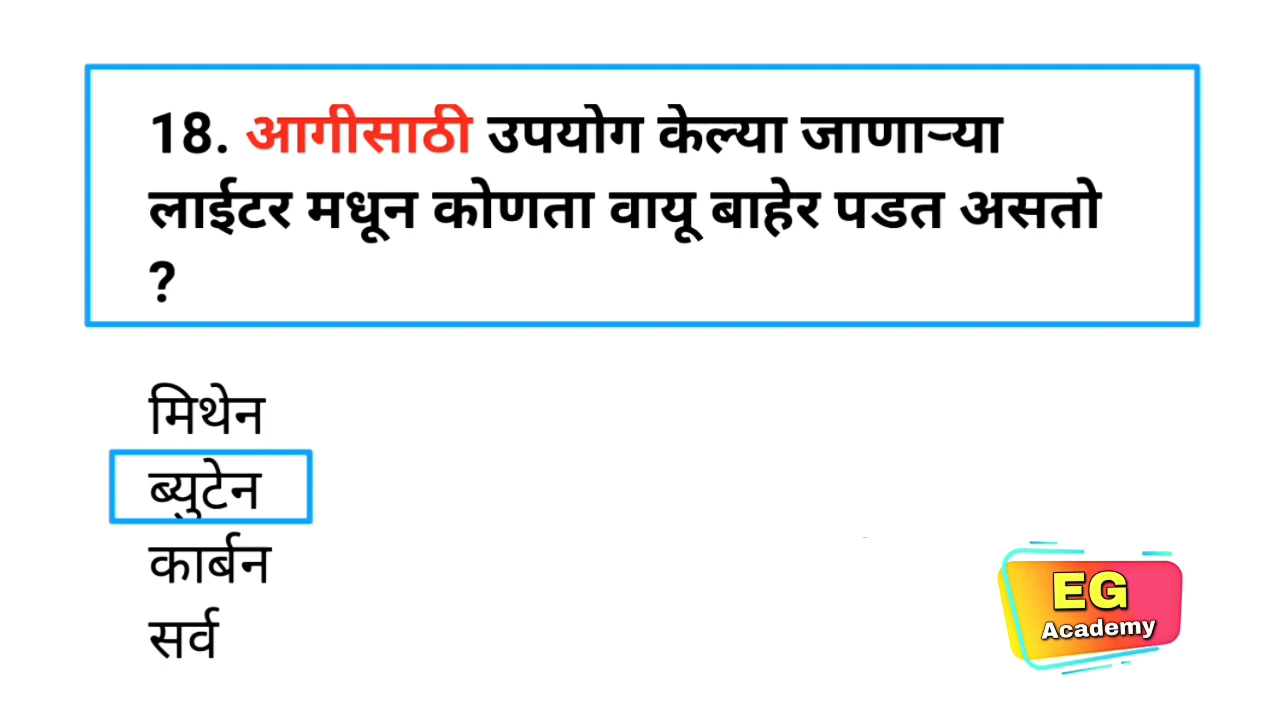 18. आगीसाठी उपयोग केल्या जाणाऱ्या
लाईटर मधून कोणता वायू बाहेर पडत असतो
?
मिथेन
ब्युटेन
कार्बन
सर्व
EG
Academy